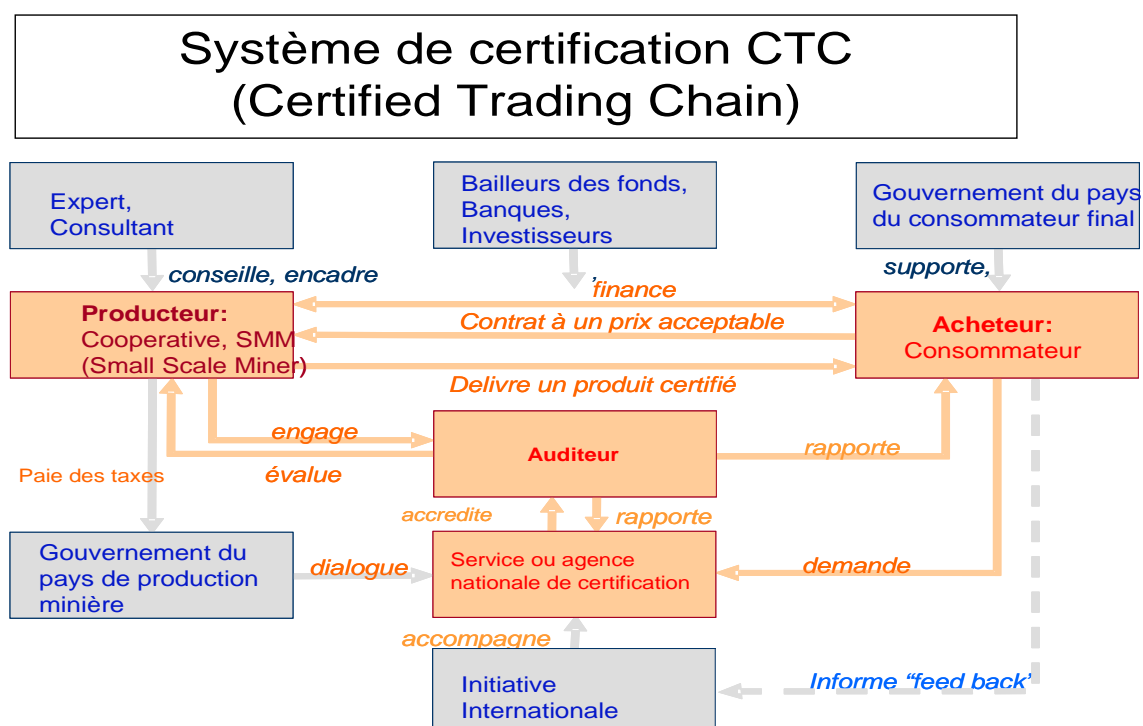 Système de certification CTC
(Certified Trading Chain)
Expert,
Consultant
Bailleurs des fonds,
Banques,
Investisseurs
Gouvernement du pays
du consommateur final
conseille, encadre
,
finance
supporte,
Producteur:
Cooperative, SMM
(Small Scale Miner)
Contrat à un prix acceptable
Acheteur:
Consommateur
Delivre un produit certifié
engage
évalue
Auditeur
rapporte
Paie des taxes
accredite
rapporte
Gouvernement du
pays de production
minière
dialogue
Service ou agence
nationale de certification
demande
accompagne
Initiative
Internationale
Informe “feed back’